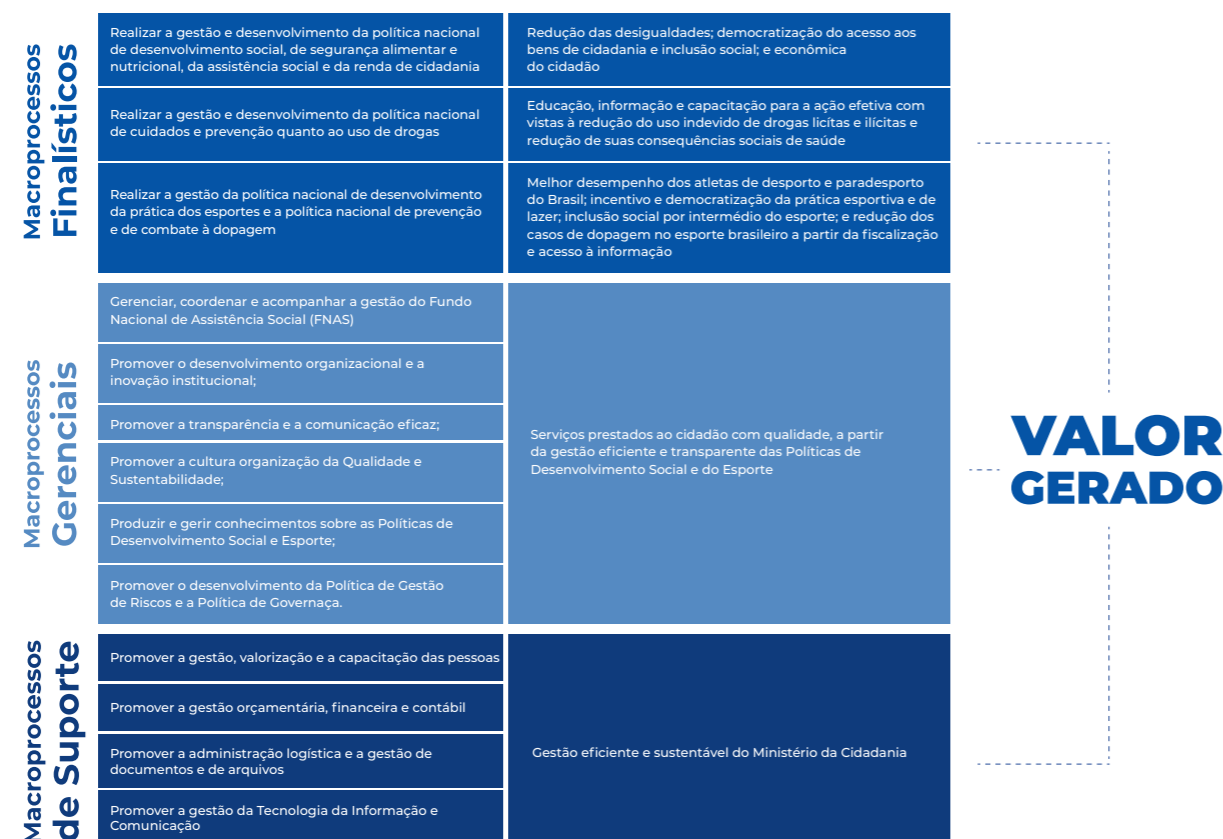 Macroprocessos
Finalísticos
Realizar a gestão e desenvolvimento da política nacional
de desenvolvimento social, de segurança alimentar e
nutricional, da assistência social e da renda de cidadania
Redução das desigualdades; democratização do acesso aos
bens de cidadania e inclusão social; e econômica
do cidadão
Realizar a gestão e desenvolvimento da política nacional
de cuidados e prevenção quanto ao uso de drogas
Educação, informação e capacitação para a ação efetiva com
vistas à redução do uso indevido de drogas licítas e ilícitas e
redução de suas consequências sociais de saúde
Realizar a gestão da política nacional de desenvolvimento
da prática dos esportes e a política nacional de prevenção
e de combate à dopagem
Melhor desempenho dos atletas de desporto e paradesporto
do Brasil; incentivo e democratização da prática esportiva e de
lazer; inclusão social por intermédio do esporte; e redução dos
casos de dopagem no esporte brasileiro a partir da fiscalização
e acesso à informação
Macroprocessos
Gerenciais
Gerenciar, coordenar e acompanhar a gestão do Fundo
Nacional de Assistência Social (FNAS)
Promover o desenvolvimento organizacional e a
inovação institucional;
Promover a transparência e a comunicação eficaz;
Promover a cultura organização da Qualidade e
Sustentabilidade;
Produzir e gerir conhecimentos sobre as Políticas de
Desenvolvimento Social e Esporte;
Promover o desenvolvimento da Política de Gestão
de Riscos e a Política de Governaça.
Serviços prestados ao cidadão com qualidade, a partir
da gestão eficiente e transparente das Políticas de
Desenvolvimento Social e do Esporte
VALOR
GERADO
Macroprocessos
de Suporte
Promover a gestão, valorização e a capacitação das pessoas
Promover a gestão orçamentária, financeira e contábil
Promover a administração logística e a gestão de
documentos e de arquivos
Promover a gestão da Tecnologia da Informação e
Comunicação
Gestão eficiente e sustentável do Ministério da Cidadania